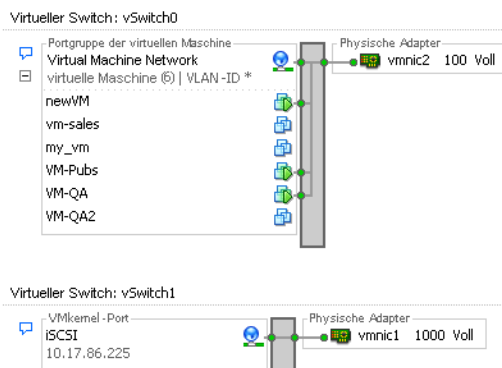 Virtueller Switch: vSwitch0
Portgruppe der virtuellen Maschine
Virtual Machine Network
virtuelle Maschine (6) | VLAN-ID *
newVM
vm-sales
my_vm
VM-Pubs
VM-QA
VM-QA2
Physische Adapter
vmnic2 100 Voll
Virtueller Switch: vSwitch1
VMkernel-Port
iSCSI
10.17.86.225
Physische Adapter
vmnic1 1000 Voll